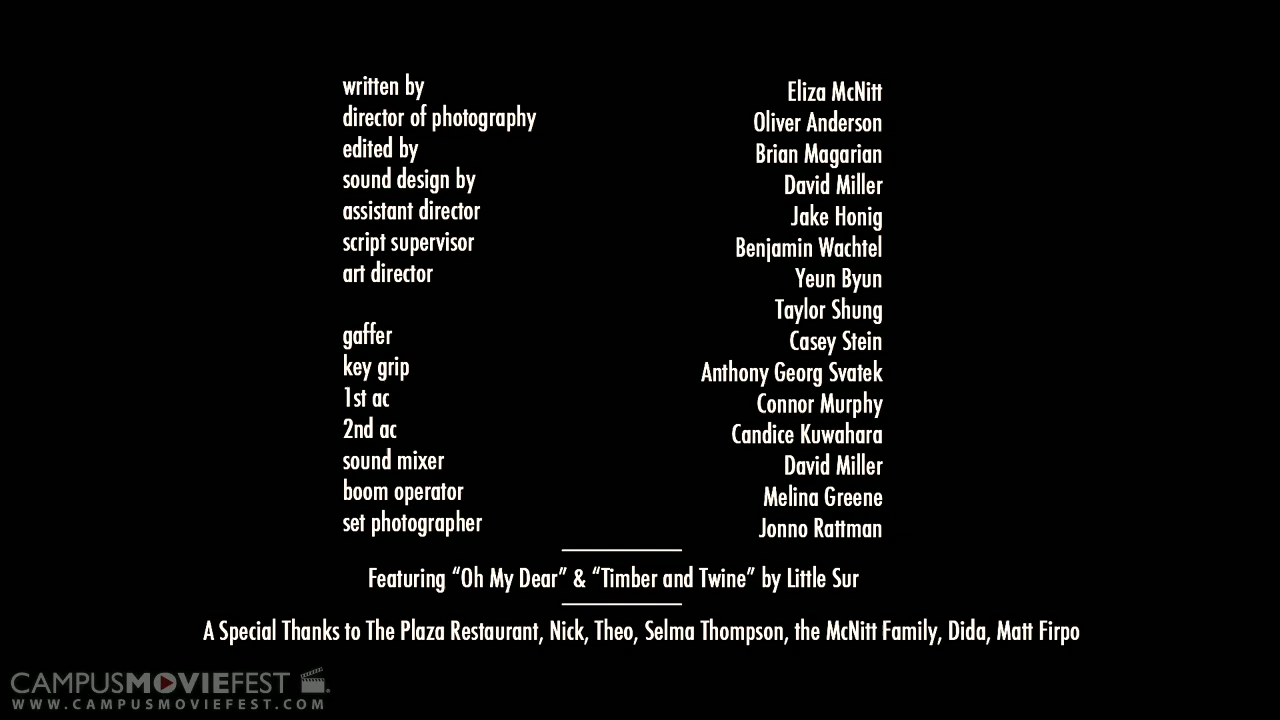 written by Eliza McNitt
director of photography Oliver Anderson
edited by Brian Magarian
sound design by David Miller
assistant director Jake Honig
script supervisor Benjamin Wachtel
art director Yeun Byun
Taylor Shung
gaffer Casey Stein
key grip Anthony Georg Svatek
1st ac Connor Murphy
2nd ac Candice Kuwahara
sound mixer David Miller
boom operator Melina Greene
set photographer Jonno Rattman
Featuring “Oh My Dear” & “Timber and Twine” by Little Sur
A Special Thanks to The Plaza Restaurant, Nick, Theo, Selma Thompson, the McNitt Family, Dida, Matt Firpo
CAMPUSMOVIEFEST
WWW.CAMPUSMOVIEFEST.COM